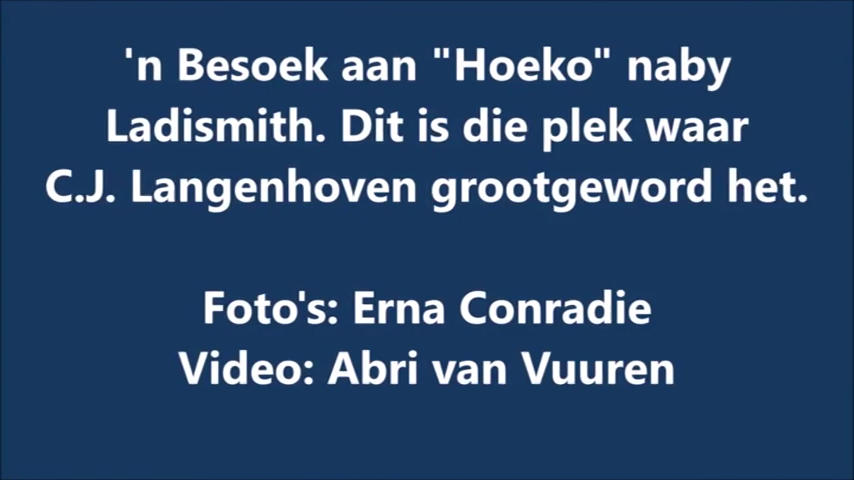 'n Besoek aan "Hoeko" naby
Ladismith. Dit is die plek waar
C.J. Langenhoven grootgeword het.
Foto's: Erna Conradie
Video: Abri van Vuuren